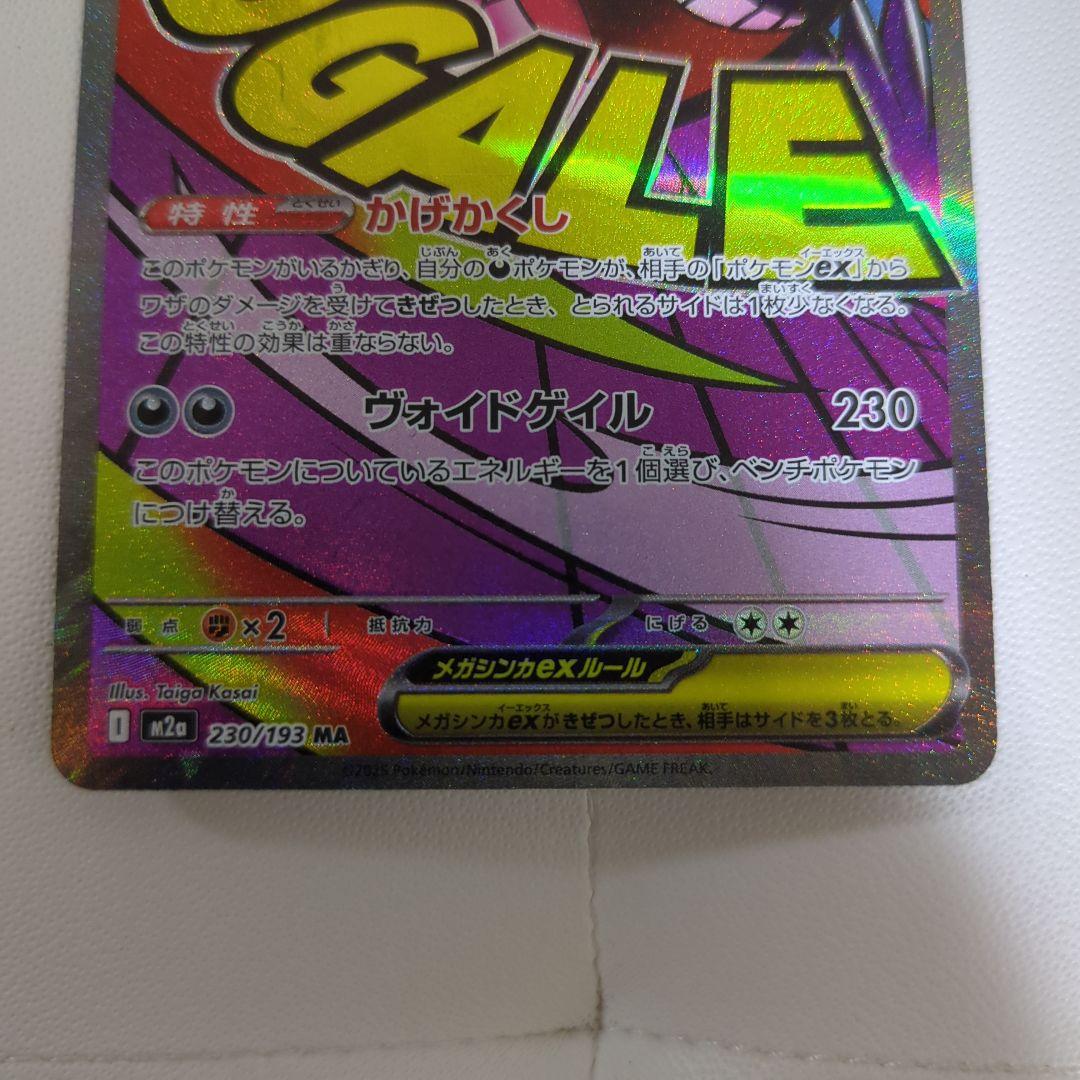 GALE
特性 とくせい かげかくし
このポケモンがいるかぎり、自分の悪ポケモンが、相手の「ポケモンex」から
ワザのダメージを受けてきぜつしたとき、とられるサイドは1枚少なくなる。
この特性の効果は重ならない。
ヴォイドゲイル 230
このポケモンについているエネルギーを1個選び、ベンチポケモン
につけ替える。
弱点 ×2 抵抗力 にげる
メガシンカexルール
メガシンカexがきぜつしたとき、相手はサイドを3枚とる。
Illus. Taiga Kasai
I m2a 230/193 MA
©2025 Pokémon/Nintendo/Creatures/GAME FREAK.